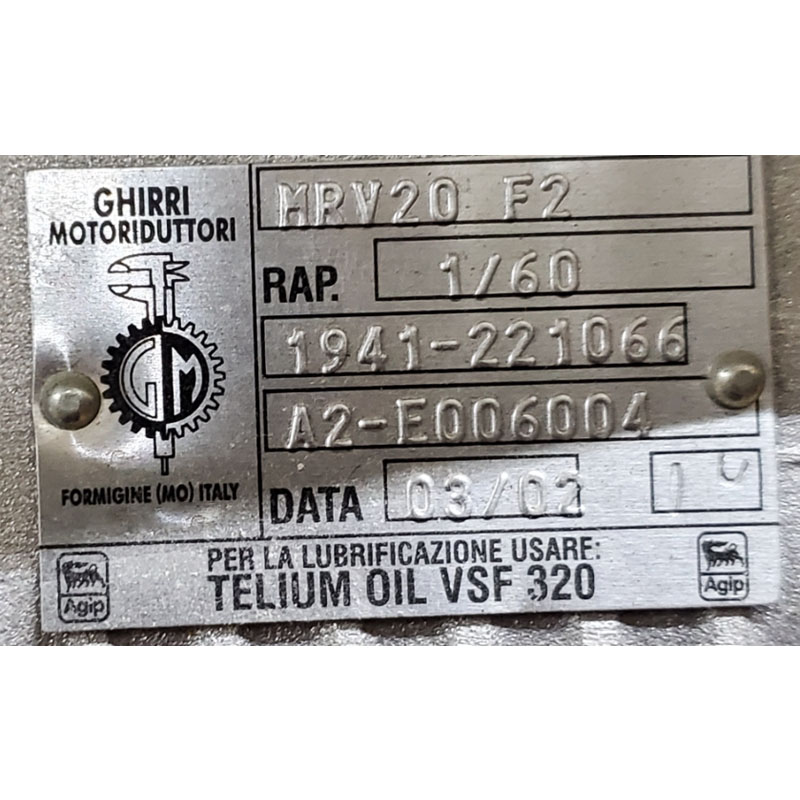 GHIRRI
MOTORIDUTTORI
GM
FORMIGINE (MO) ITALY
MRV20 F2
RAP. 1/60
1941-221066
A2-E006004
DATA 03/02
PER LA LUBRIFICAZIONE USARE:
TELIUM OIL VSF 320
Agip
Agip